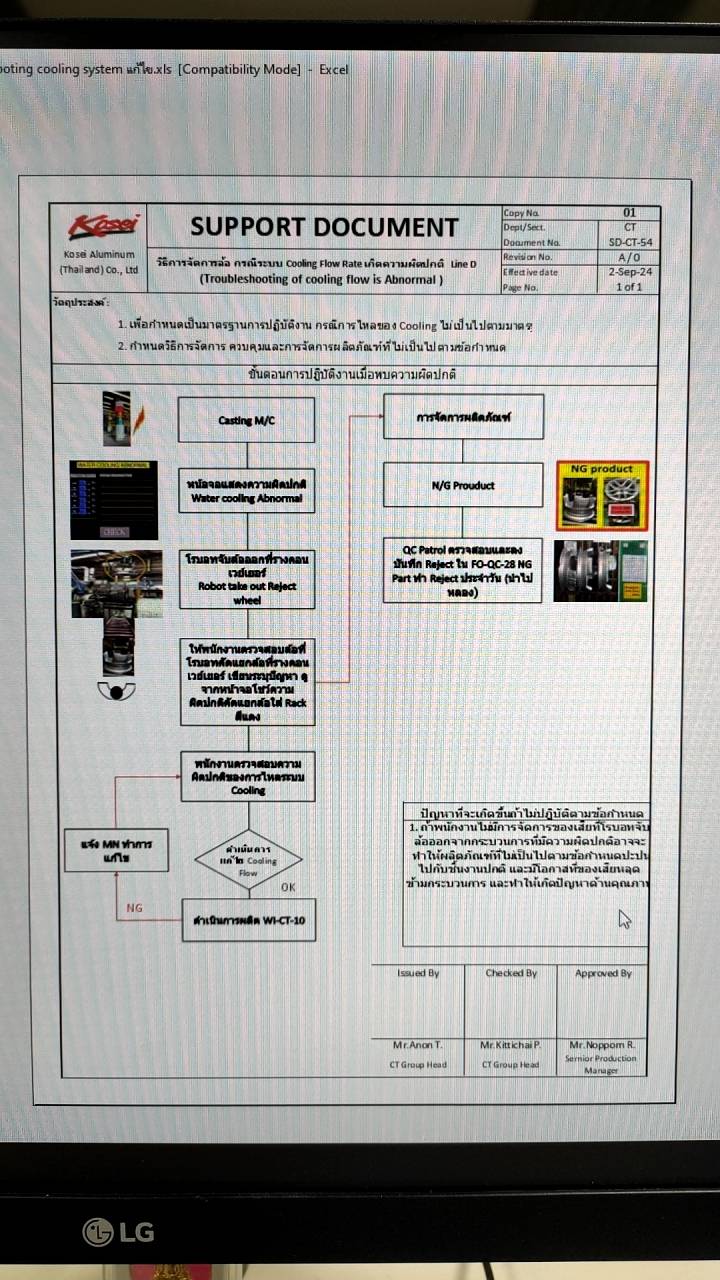 ooting cooling system แก้ไข.xls [Compatibility Mode] - Excel
Kosei
Kosei Aluminum
(Thailand) Co., Ltd
SUPPORT DOCUMENT
วิธีการจัดการล้อ กรณีระบบ Cooling Flow Rate เกิดความผิดปกติ Line D
(Troubleshooting of cooling flow is Abnormal )
Copy No. 01
Dept/Sect. CT
Document No. SD-CT-54
Revision No. A/0
Effective date 2-Sep-24
Page No. 1 of 1
วัตถุประสงค์ :
1. เพื่อกำหนดเป็นมาตรฐานการปฏิบัติงาน กรณีการไหลของ Cooling ไม่เป็นไปตามมาตรฐ
2. กำหนดวิธีการจัดการ ควบคุมและการจัดการผลิตภัณฑ์ที่ไม่เป็นไปตามข้อกำหนด
ขั้นตอนการปฏิบัติงานเมื่อพบความผิดปกติ
Casting M/C
WATER COOLING ABNORMAL
CHECK
หน้าจอแสดงความผิดปกติ
Water cooling Abnormal
โรบอทจับล้อออกที่รางคอน
เวย์เยอร์
Robot take out Reject
wheel
ให้พนักงานตรวจสอบล้อที่
โรบอทคัดแยกล้อที่รางคอน
เวย์เยอร์ เขียนระบุปัญหา ดู
จากหน้าจอโชว์ความ
ผิดปกติคัดแยกล้อใส่ Rack
สีแดง
พนักงานตรวจสอบความ
ผิดปกติของการไหลระบบ
Cooling
แจ้ง MN ทำการ
แก้ไข
ดำเนินการ
แก้ไข Cooling
Flow
OK
NG
ดำเนินการผลิต WI-CT-10
การจัดการผลิตภัณฑ์
N/G Prouduct
NG product
QC Patrol ตรวจสอบและลง
บันทึก Reject ใน FO-QC-28 NG
Part ทำ Reject ประจำวัน (นำไป
หลอม)
ปัญหาที่จะเกิดขึ้นถ้าไม่ปฏิบัติตามข้อกำหนด
1. ถ้าพนักงานไม่มีการจัดการของเสียที่โรบอทจับ
ล้อออกจากกระบวนการที่มีความผิดปกติอาจจะ
ทำให้ผลิตภัณฑ์ที่ไม่เป็นไปตามข้อกำหนดปะปน
ไปกับชิ้นงานปกติ และมีโอกาสที่ของเสียหลุด
ข้ามกระบวนการ และทำให้เกิดปัญหาด้านคุณภาพ
Issued By Checked By Approved By
Mr.Anon T. Mr.Kittichai P. Mr.Nopporn R.
CT Group Head CT Group Head Sernior Production
Manager
LG